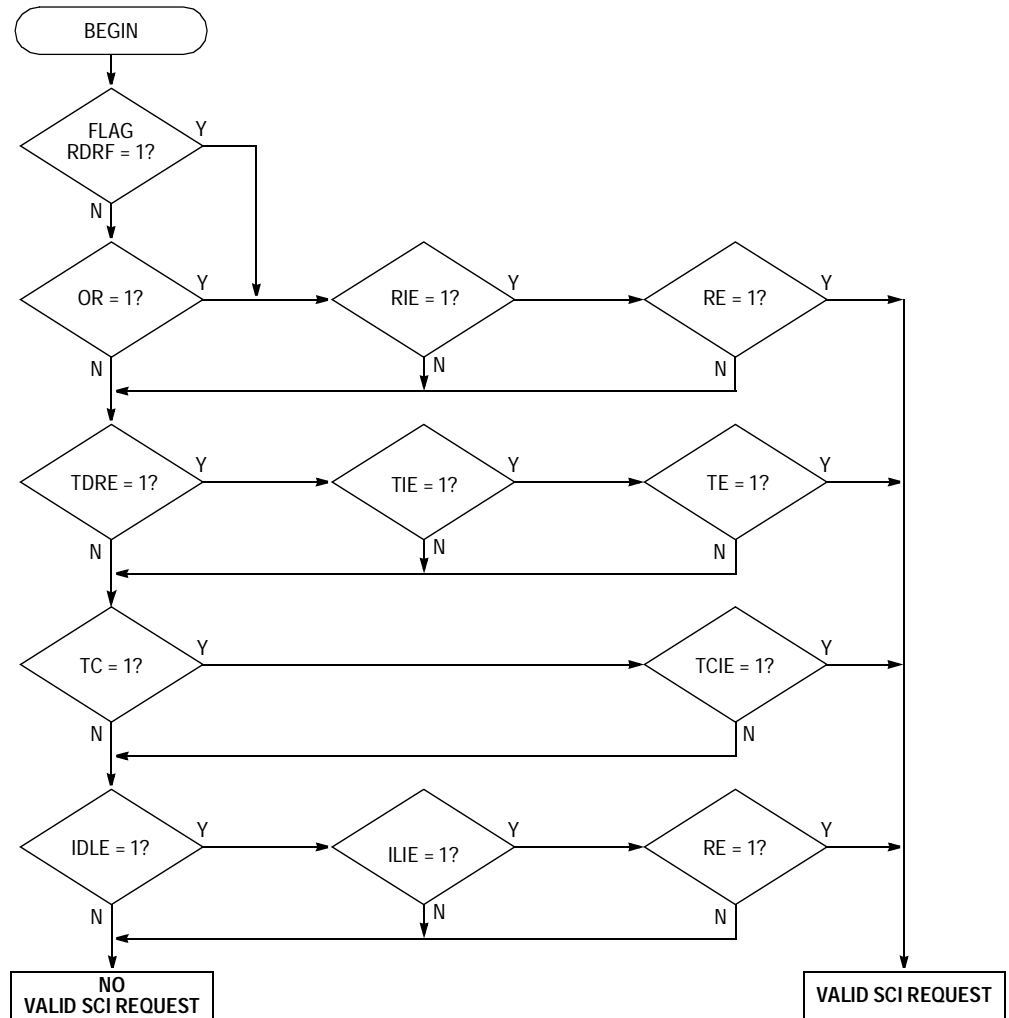 BEGIN
FLAG
RDRF = 1?
Y
N
OR = 1?
Y
N
RIE = 1?
Y
N
RE = 1?
Y
N
TDRE = 1?
Y
N
TIE = 1?
Y
N
TE = 1?
Y
N
TC = 1?
Y
N
TCIE = 1?
Y
N
IDLE = 1?
Y
N
ILIE = 1?
Y
N
RE = 1?
Y
N
NO
VALID SCI REQUEST
VALID SCI REQUEST